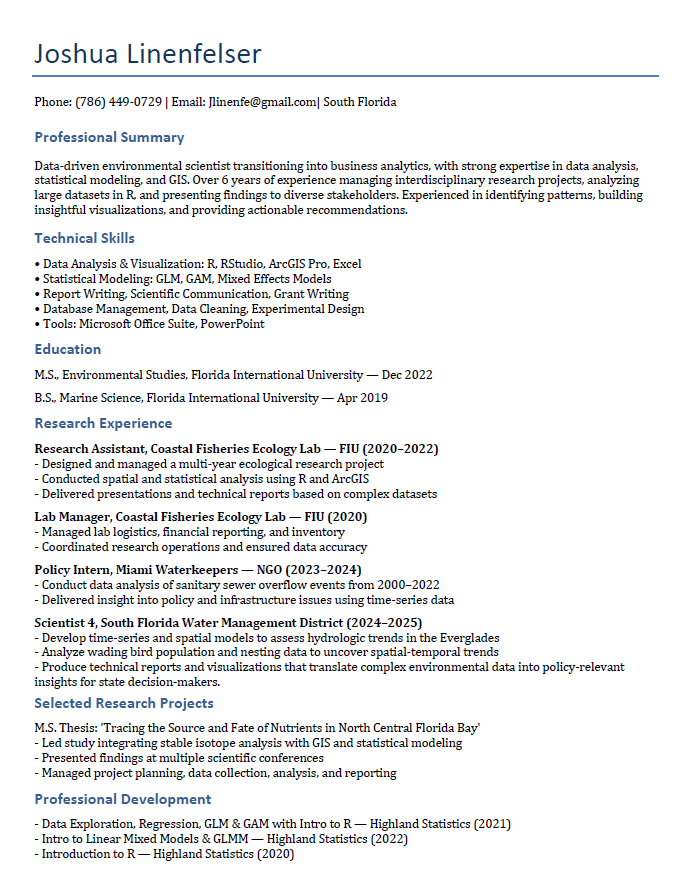 Joshua Linenfelser
Phone: (786) 449-0729 | Email: Jlinenfe@gmail.com| South Florida
Professional Summary
Data-driven environmental scientist transitioning into business analytics, with strong expertise in data analysis,
statistical modeling, and GIS. Over 6 years of experience managing interdisciplinary research projects, analyzing
large datasets in R, and presenting findings to diverse stakeholders. Experienced in identifying patterns, building
insightful visualizations, and providing actionable recommendations.
Technical Skills
• Data Analysis & Visualization: R, RStudio, ArcGIS Pro, Excel
• Statistical Modeling: GLM, GAM, Mixed Effects Models
• Report Writing, Scientific Communication, Grant Writing
• Database Management, Data Cleaning, Experimental Design
• Tools: Microsoft Office Suite, PowerPoint
Education
M.S., Environmental Studies, Florida International University — Dec 2022
B.S., Marine Science, Florida International University — Apr 2019
Research Experience
Research Assistant, Coastal Fisheries Ecology Lab — FIU (2020–2022)
- Designed and managed a multi-year ecological research project
- Conducted spatial and statistical analysis using R and ArcGIS
- Delivered presentations and technical reports based on complex datasets
Lab Manager, Coastal Fisheries Ecology Lab — FIU (2020)
- Managed lab logistics, financial reporting, and inventory
- Coordinated research operations and ensured data accuracy
Policy Intern, Miami Waterkeepers — NGO (2023–2024)
- Conduct data analysis of sanitary sewer overflow events from 2000–2022
- Delivered insight into policy and infrastructure issues using time-series data
Scientist 4, South Florida Water Management District (2024–2025)
- Develop time-series and spatial models to assess hydrologic trends in the Everglades
- Analyze wading bird population and nesting data to uncover spatial-temporal trends
- Produce technical reports and visualizations that translate complex environmental data into policy-relevant
insights for state decision-makers.
Selected Research Projects
M.S. Thesis: 'Tracing the Source and Fate of Nutrients in North Central Florida Bay'
- Led study integrating stable isotope analysis with GIS and statistical modeling
- Presented findings at multiple scientific conferences
- Managed project planning, data collection, analysis, and reporting
Professional Development
- Data Exploration, Regression, GLM & GAM with Intro to R — Highland Statistics (2021)
- Intro to Linear Mixed Models & GLMM — Highland Statistics (2022)
- Introduction to R — Highland Statistics (2020)